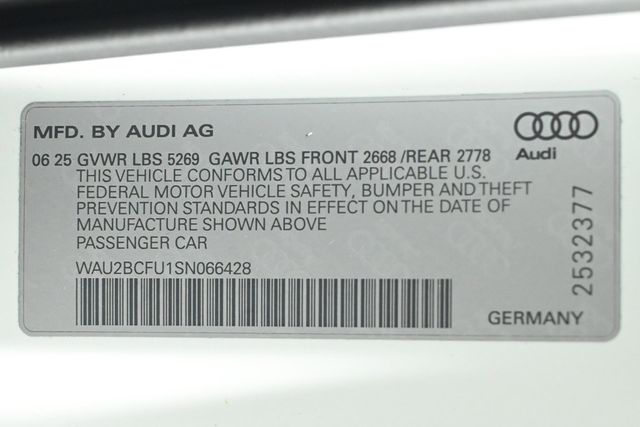 MFD. BY AUDI AG
06 25 GVWR LBS 5269 GAWR LBS FRONT 2668 /REAR 2778
THIS VEHICLE CONFORMS TO ALL APPLICABLE U.S.
FEDERAL MOTOR VEHICLE SAFETY, BUMPER AND THEFT
PREVENTION STANDARDS IN EFFECT ON THE DATE OF
MANUFACTURE SHOWN ABOVE
PASSENGER CAR
WAU2BCFU1SN066428
Audi
2532377
GERMANY